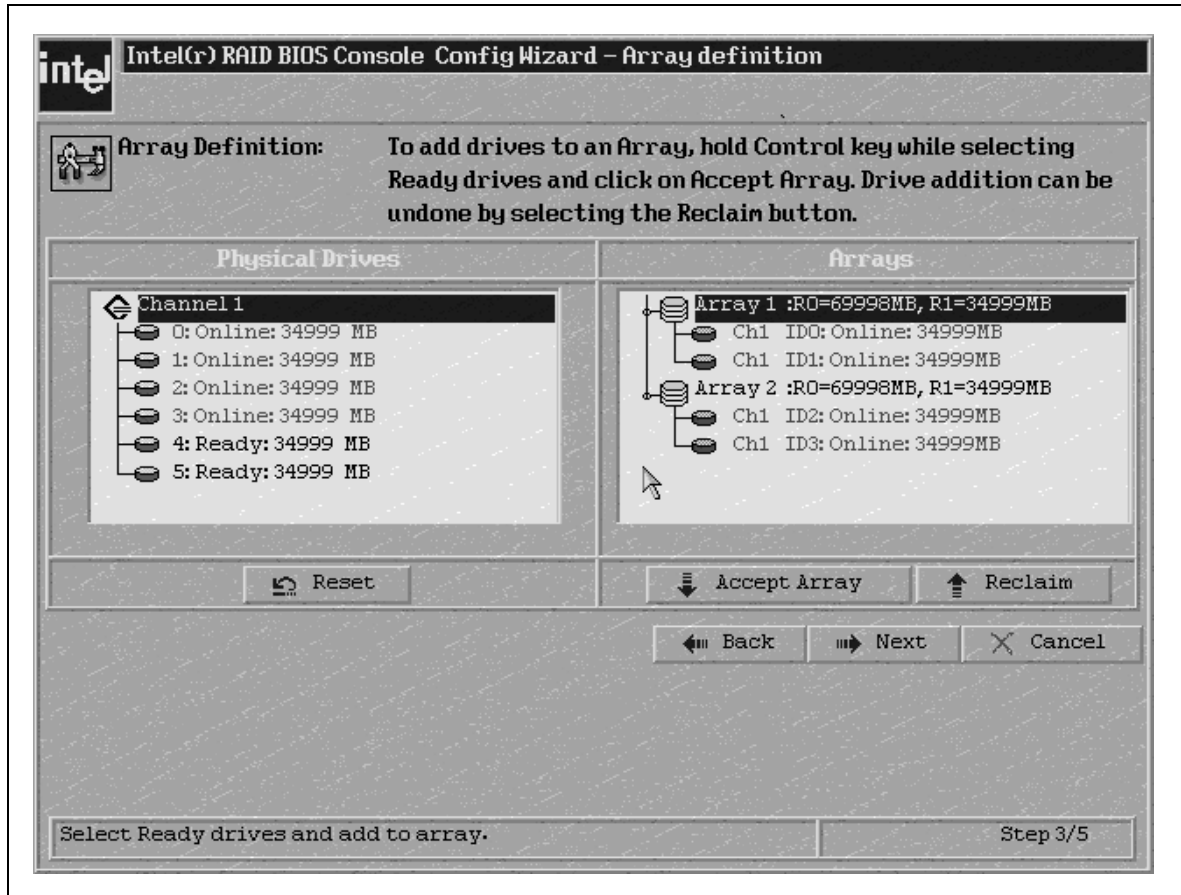 intel
Intel(r) RAID BIOS Console Config Wizard – Array definition
Array Definition:
To add drives to an Array, hold Control key while selecting
Ready drives and click on Accept Array. Drive addition can be
undone by selecting the Reclaim button.
Physical Drives
Channel 1
0: Online: 34999 MB
1: Online: 34999 MB
2: Online: 34999 MB
3: Online: 34999 MB
4: Ready: 34999 MB
5: Ready: 34999 MB
Reset
Arrays
Array 1 :R0=69998MB, R1=34999MB
Ch1 ID0: Online: 34999MB
Ch1 ID1: Online: 34999MB
Array 2 :R0=69998MB, R1=34999MB
Ch1 ID2: Online: 34999MB
Ch1 ID3: Online: 34999MB
Accept Array
Reclaim
Back
Next
Cancel
Select Ready drives and add to array.
Step 3/5